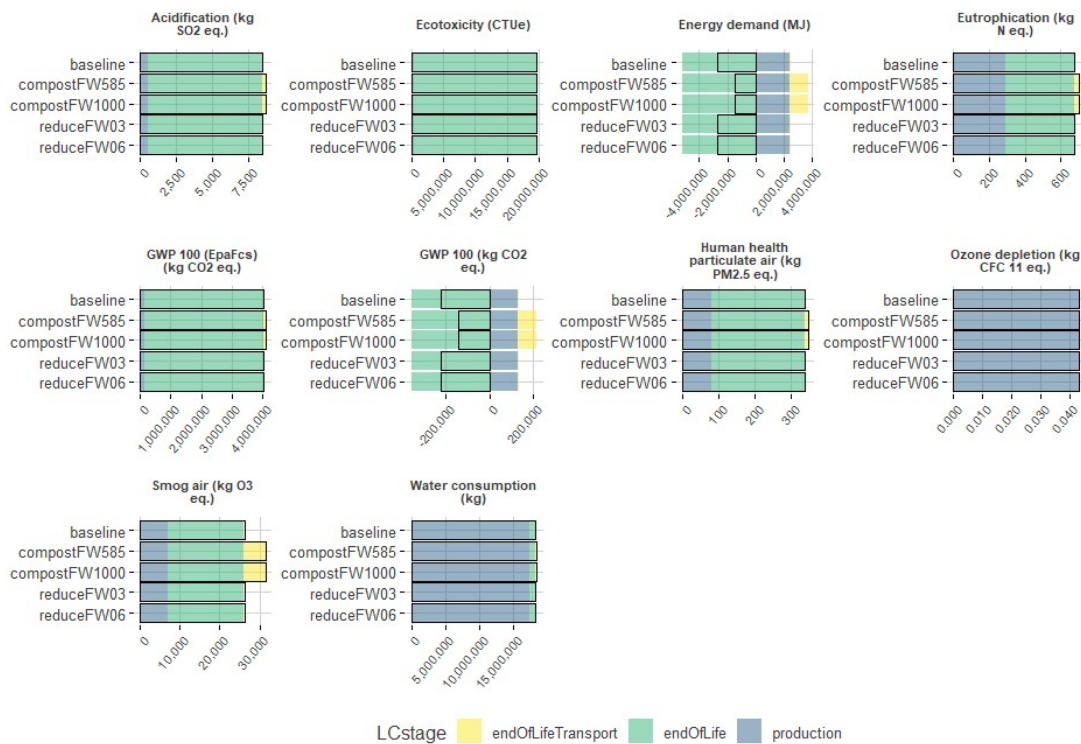 Acidification (kg
SO2 eq.)
baseline
compostFW585
compostFW1000
reduceFW03
reduceFW06
0
2,500
5,000
7,500
Ecotoxicity (CTUe)
baseline
compostFW585
compostFW1000
reduceFW03
reduceFW06
0
5,000,000
10,000,000
15,000,000
20,000,000
Energy demand (MJ)
baseline
compostFW585
compostFW1000
reduceFW03
reduceFW06
-4,000,000
-2,000,000
0
2,000,000
4,000,000
Eutrophication (kg
N eq.)
baseline
compostFW585
compostFW1000
reduceFW03
reduceFW06
0
200
400
600
GWP 100 (EpaFcs)
(kg CO2 eq.)
baseline
compostFW585
compostFW1000
reduceFW03
reduceFW06
0
1,000,000
2,000,000
3,000,000
4,000,000
GWP 100 (kg CO2
eq.)
baseline
compostFW585
compostFW1000
reduceFW03
reduceFW06
-200,000
0
200,000
Human health
particulate air (kg
PM2.5 eq.)
baseline
compostFW585
compostFW1000
reduceFW03
reduceFW06
0
100
200
300
Ozone depletion (kg
CFC 11 eq.)
baseline
compostFW585
compostFW1000
reduceFW03
reduceFW06
0.000
0.010
0.020
0.030
0.040
Smog air (kg O3
eq.)
baseline
compostFW585
compostFW1000
reduceFW03
reduceFW06
0
10,000
20,000
30,000
Water consumption
(kg)
baseline
compostFW585
compostFW1000
reduceFW03
reduceFW06
0
5,000,000
10,000,000
15,000,000
LCstage endOfLifeTransport endOfLife production